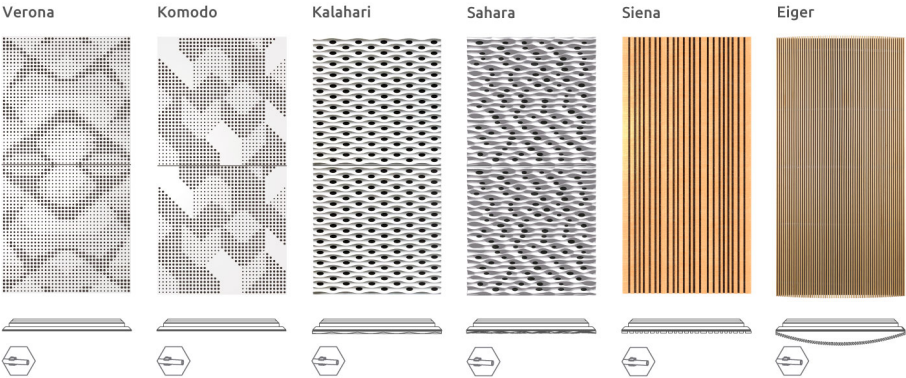 Verona
Komodo
Kalahari
Sahara
Siena
Eiger